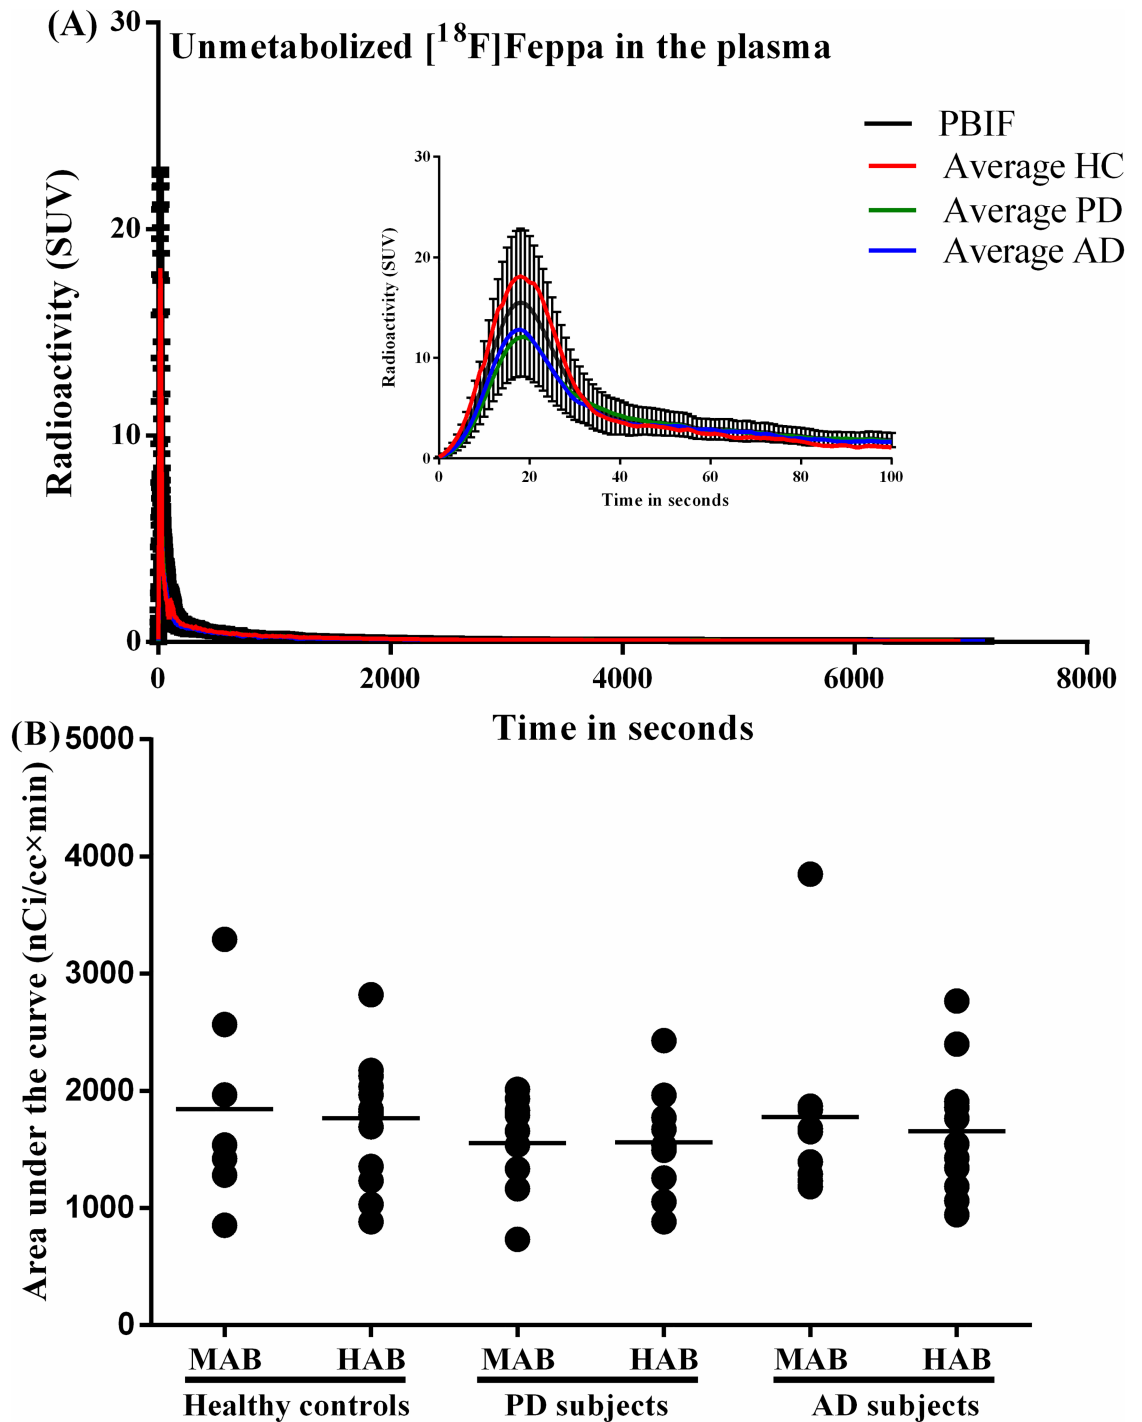 (A)
Unmetabolized [18F]Feppa in the plasma
Radioactivity (SUV)
30
20
10
0
PBIF
Average HC
Average PD
Average AD
Radioactivity (SUV)
30
20
10
0
0 20 40 60 80 100
Time in seconds
0 2000 4000 6000 8000
Time in seconds
(B)
Area under the curve (nCi/cc×min)
5000
4000
3000
2000
1000
0
MAB HAB MAB HAB MAB HAB
Healthy controls PD subjects AD subjects